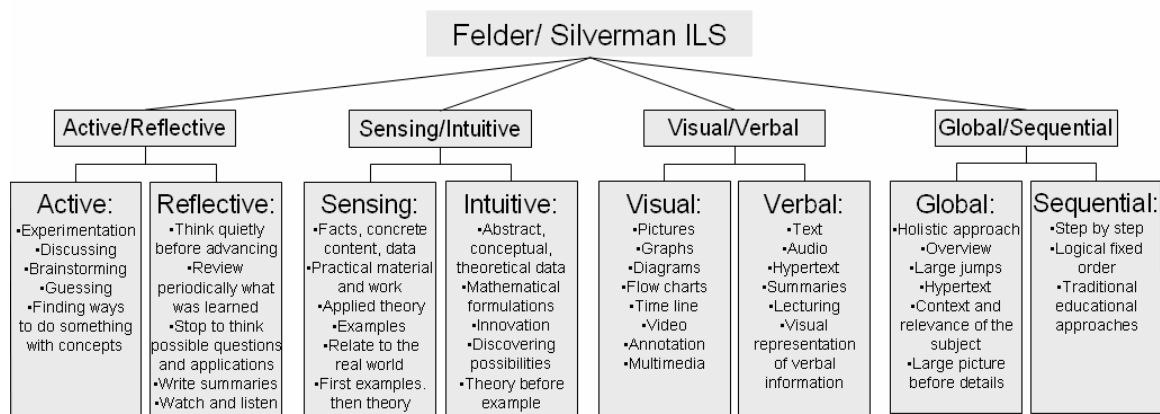 Felder/ Silverman ILS
Active/Reflective
Sensing/Intuitive
Visual/Verbal
Global/Sequential
Active:
▪Experimentation
▪Discussing
▪Brainstorming
▪Guessing
▪Finding ways
to do something
with concepts
Reflective:
▪Think quietly
before advancing
▪Review
periodically what
was learned
▪Stop to think
possible questions
and applications
▪Write summaries
▪Watch and listen
Sensing:
▪Facts, concrete
content, data
▪Practical material
and work
▪Applied theory
▪Examples
▪Relate to the
real world
▪First examples.
then theory
Intuitive:
▪Abstract,
conceptual,
theoretical data
▪Mathematical
formulations
▪Innovation
▪Discovering
possibilities
▪Theory before
example
Visual:
▪Pictures
▪Graphs
▪Diagrams
▪Flow charts
▪Time line
▪Video
▪Annotation
▪Multimedia
Verbal:
▪Text
▪Audio
▪Hypertext
▪Summaries
▪Lecturing
▪Visual
representation
of verbal
information
Global:
▪Holistic approach
▪Overview
▪Large jumps
▪Hypertext
▪Context and
relevance of the
subject
▪Large picture
before details
Sequential:
▪Step by step
▪Logical fixed
order
▪Traditional
educational
approaches